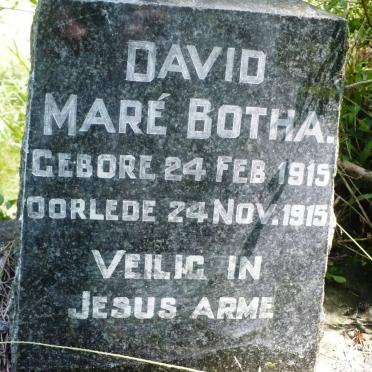 DAVID
MARÉ BOTHA.
GEBORE 24 FEB 1915
OORLEDE 24 NOV. 1915
VEILIG IN
JESUS ARME